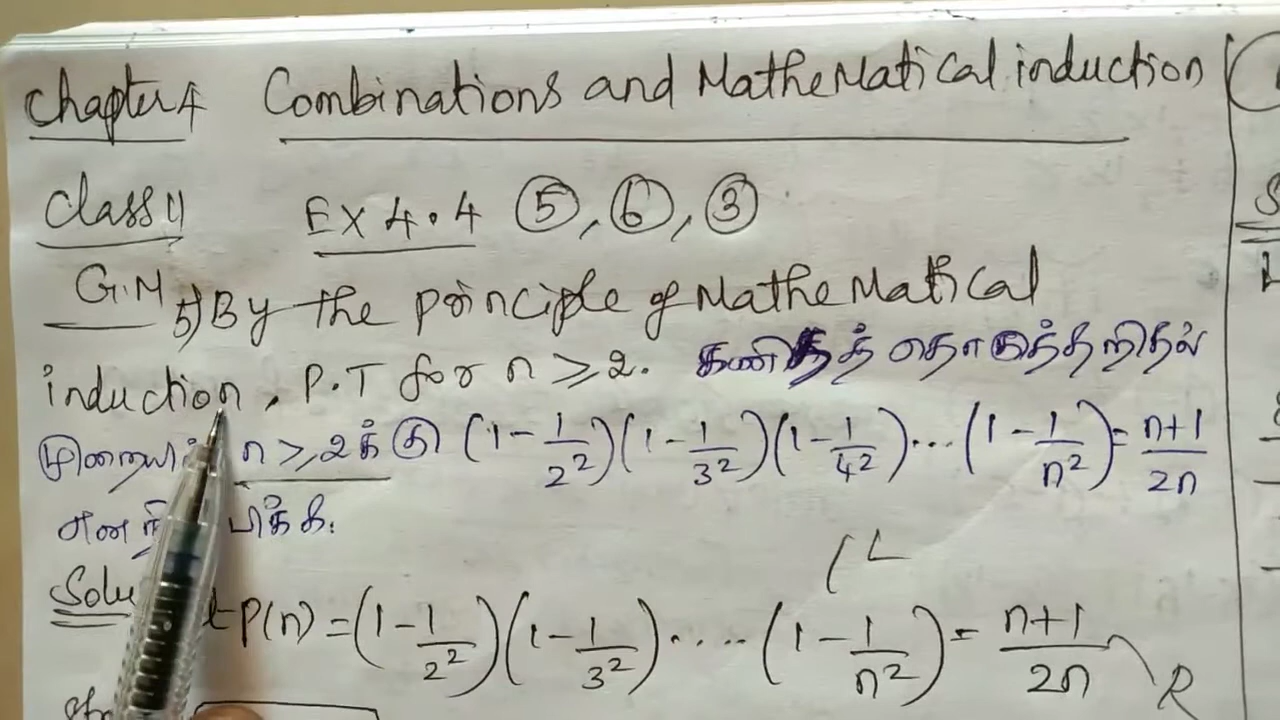 Chapter 4 Combinations and Mathematical induction
Class 11 EX 4.4 ⑤, ⑥, ③
G.M 5) By the principle of Mathematical
induction, P.T for n ≥ 2. கணிதத் தொகுத்தறிதல்
n ≥ 2க்கு (1 - 1/2²)(1 - 1/3²)(1 - 1/4²)...(1 - 1/n²) = n+1/2n
என
P(n) = (1 - 1/2²)(1 - 1/3²).....(1 - 1/n²) = n+1/2n
L
R